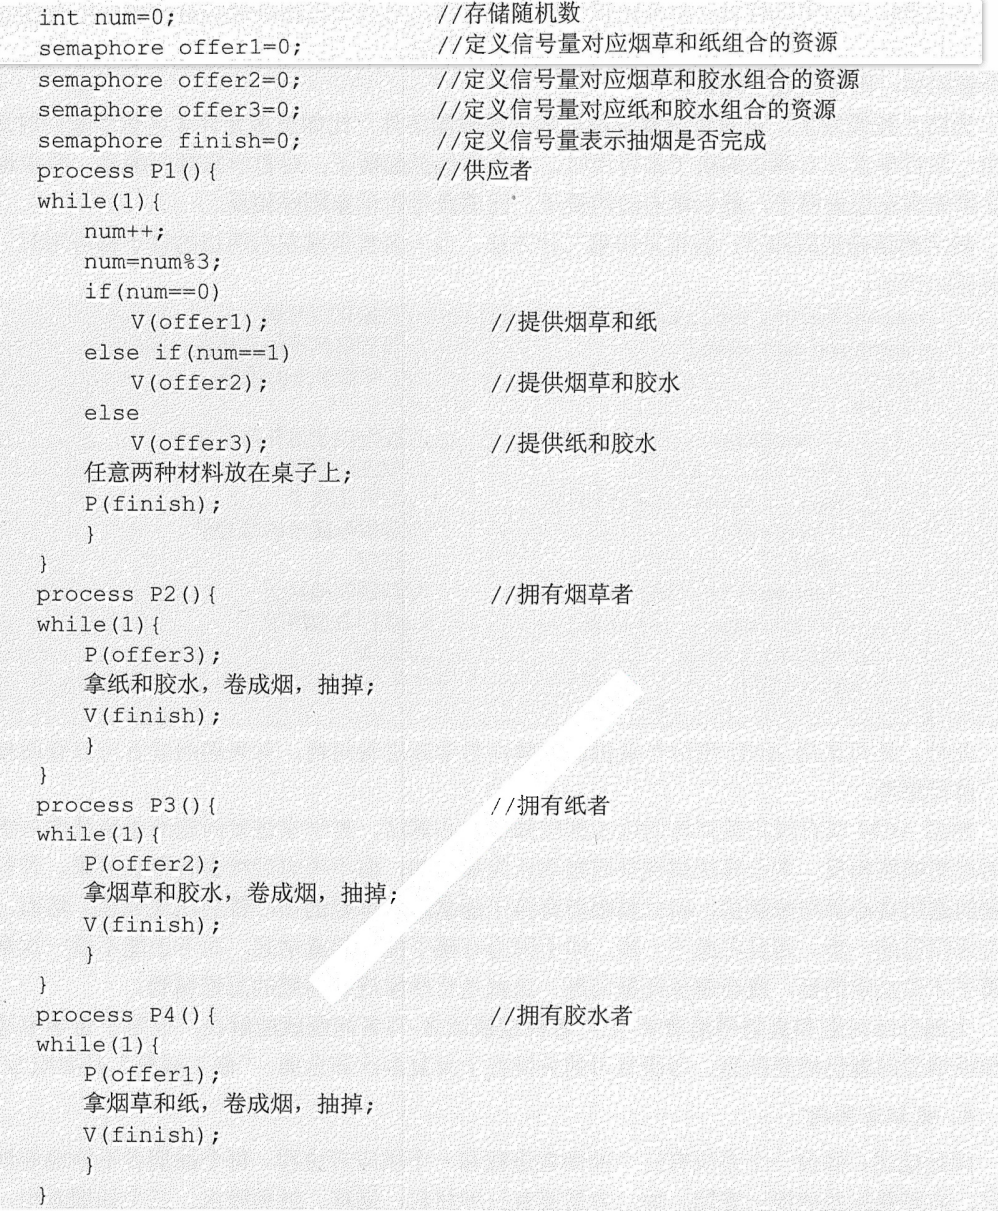 int num=0; //存储随机数
semaphore offer1=0; //定义信号量对应烟草和纸组合的资源
semaphore offer2=0; //定义信号量对应烟草和胶水组合的资源
semaphore offer3=0; //定义信号量对应纸和胶水组合的资源
semaphore finish=0; //定义信号量表示抽烟是否完成
process P1(){ //供应者
while(1){
num++;
num=num%3;
if(num==0)
V(offer1); //提供烟草和纸
else if(num==1)
V(offer2); //提供烟草和胶水
else
V(offer3); //提供纸和胶水
任意两种材料放在桌子上;
P(finish);
}
}
process P2(){ //拥有烟草者
while(1){
P(offer3);
拿纸和胶水，卷成烟，抽掉;
V(finish);
}
}
process P3(){ //拥有纸者
while(1){
P(offer2);
拿烟草和胶水，卷成烟，抽掉;
V(finish);
}
}
process P4(){ //拥有胶水者
while(1){
P(offer1);
拿烟草和纸，卷成烟，抽掉;
V(finish);
}
}